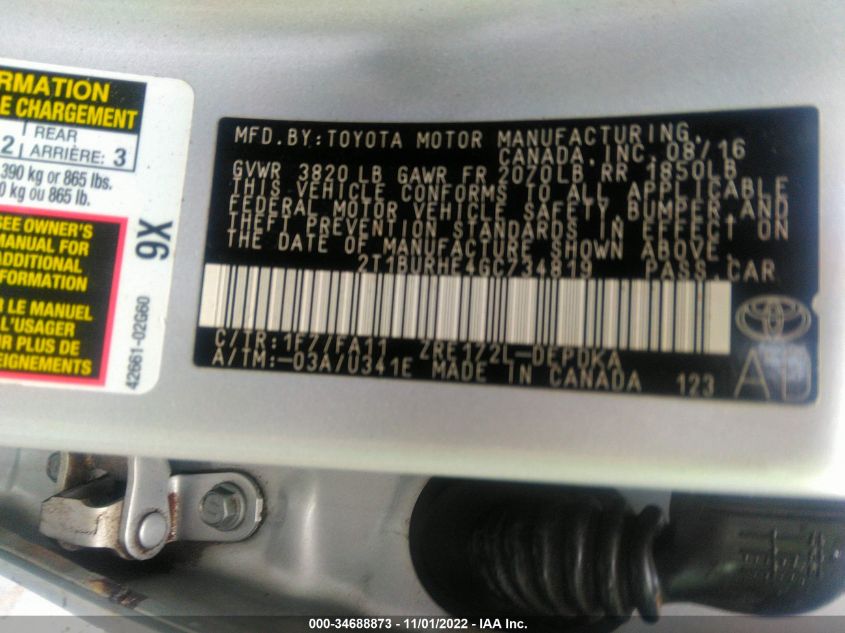 RMATION
E CHARGEMENT
2 REAR
ARRIÈRE: 3
390 kg or 865 lbs.
0 kg ou 865 lb.
SEE OWNER'S
MANUAL FOR
ADDITIONAL
FORMATION
R LE MANUEL
L'USAGER
UR PLUS DE
SEIGNEMENTS
9X
42661-02G60
MFD.BY:TOYOTA MOTOR MANUFACTURING,
CANADA,INC.08/16
GVWR 3820LB GAWR FR 2070LB RR 1850LB
THIS VEHICLE CONFORMS TO ALL APPLICABLE
FEDERAL MOTOR VEHICLE SAFETY,BUMPER,AND
THEFT PREVENTION STANDARDS IN EFFECT ON
THE DATE OF MANUFACTURE SHOWN ABOVE.
2T1BURHE4GC734819 PASS.CAR
C/TR:1F7/FA11 ZRE172L-DEPDKA
A/TM:-03A/U341E MADE IN CANADA 123
000-34688873 - 11/01/2022 - IAA Inc.